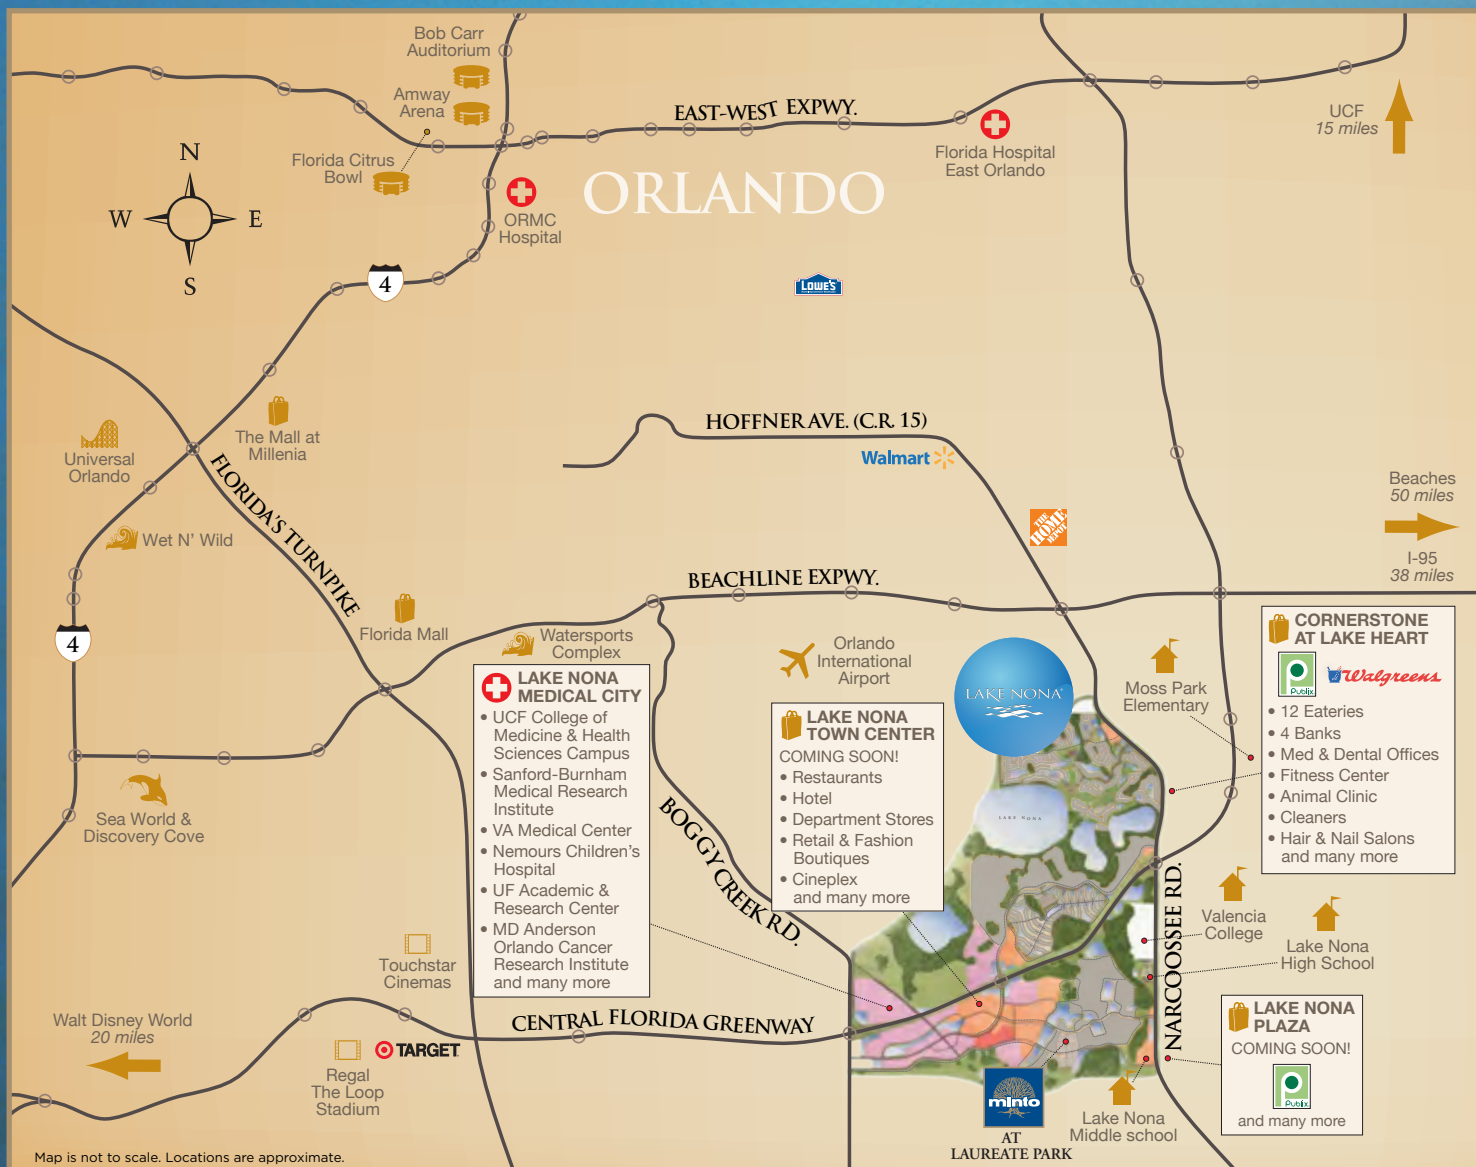 Bob Carr
Auditorium
Amway
Arena
Florida Citrus
Bowl
EAST-WEST EXPWY.
UCF
15 miles
Florida Hospital
East Orlando
ORLANDO
ORMC
Hospital
N
W
E
S
4
LOWE'S
HOFFNER AVE. (C.R. 15)
Walmart
The Mall at
Millenia
Universal
Orlando
FLORIDA'S TURNPIKE
Wet N' Wild
THE
HOME
DEPOT
Beaches
50 miles
I-95
38 miles
BEACHLINE EXPWY.
4
Florida Mall
Watersports
Complex
Orlando
International
Airport
LAKE NONA
Moss Park
Elementary
CORNERSTONE
AT LAKE HEART
Publix
Walgreens
• 12 Eateries
• 4 Banks
• Med & Dental Offices
• Fitness Center
• Animal Clinic
• Cleaners
• Hair & Nail Salons
and many more
LAKE NONA
MEDICAL CITY
• UCF College of
Medicine & Health
Sciences Campus
• Sanford-Burnham
Medical Research
Institute
• VA Medical Center
• Nemours Children's
Hospital
• UF Academic &
Research Center
• MD Anderson
Orlando Cancer
Research Institute
and many more
LAKE NONA
TOWN CENTER
COMING SOON!
• Restaurants
• Hotel
• Department Stores
• Retail & Fashion
Boutiques
• Cineplex
and many more
LAKE NONA
Sea World &
Discovery Cove
BOGGY CREEK RD.
NARCOOSSEE RD.
Valencia
College
Lake Nona
High School
Touchstar
Cinemas
Walt Disney World
20 miles
CENTRAL FLORIDA GREENWAY
TARGET
Regal
The Loop
Stadium
LAKE NONA
PLAZA
COMING SOON!
Publix
and many more
minto
AT
LAUREATE PARK
Lake Nona
Middle school
Map is not to scale. Locations are approximate.